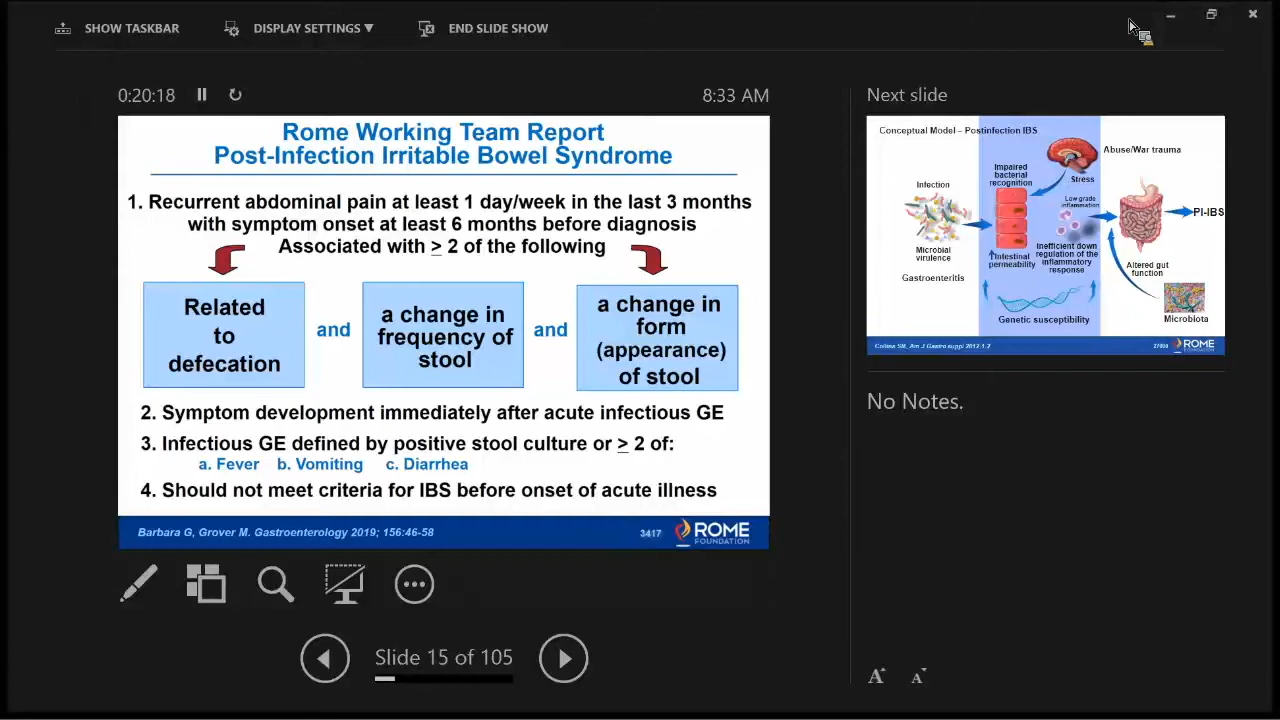 SHOW TASKBAR
DISPLAY SETTINGS ▼
END SLIDE SHOW
0:20:18
8:33 AM
Rome Working Team Report
Post-Infection Irritable Bowel Syndrome
1. Recurrent abdominal pain at least 1 day/week in the last 3 months
with symptom onset at least 6 months before diagnosis
Associated with ≥ 2 of the following
Related
to
defecation
and
a change in
frequency of
stool
and
a change in
form
(appearance)
of stool
2. Symptom development immediately after acute infectious GE
3. Infectious GE defined by positive stool culture or ≥ 2 of:
a. Fever b. Vomiting c. Diarrhea
4. Should not meet criteria for IBS before onset of acute illness
Barbara G, Grover M. Gastroenterology 2019; 156:46-58
3417
ROME
FOUNDATION
Slide 15 of 105
Next slide
Conceptual Model – Postinfection IBS
Abuse/War trauma
Impaired
bacterial
recognition
Stress
Infection
Low grade
inflammation
PI-IBS
Microbial
virulence
Intestinal
permeability
Inefficient down
regulation of the
inflammatory
response
Gastroenteritis
Altered gut
function
Genetic susceptibility
Microbiota
ROME
FOUNDATION
No Notes.
A A